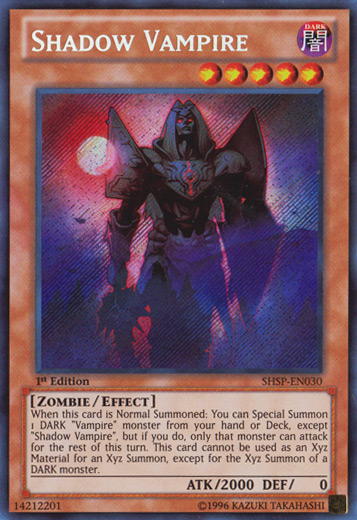 Shadow Vampire
DARK
闇
1st Edition
SHSP-EN030
[Zombie/Effect]
When this card is Normal Summoned: You can Special Summon
1 DARK "Vampire" monster from your hand or Deck, except
"Shadow Vampire", but if you do, only that monster can attack
for the rest of this turn. This card cannot be used as an Xyz
Material for an Xyz Summon, except for the Xyz Summon of a
DARK monster.
ATK/2000 DEF/ 0
14212201
©1996 KAZUKI TAKAHASHI